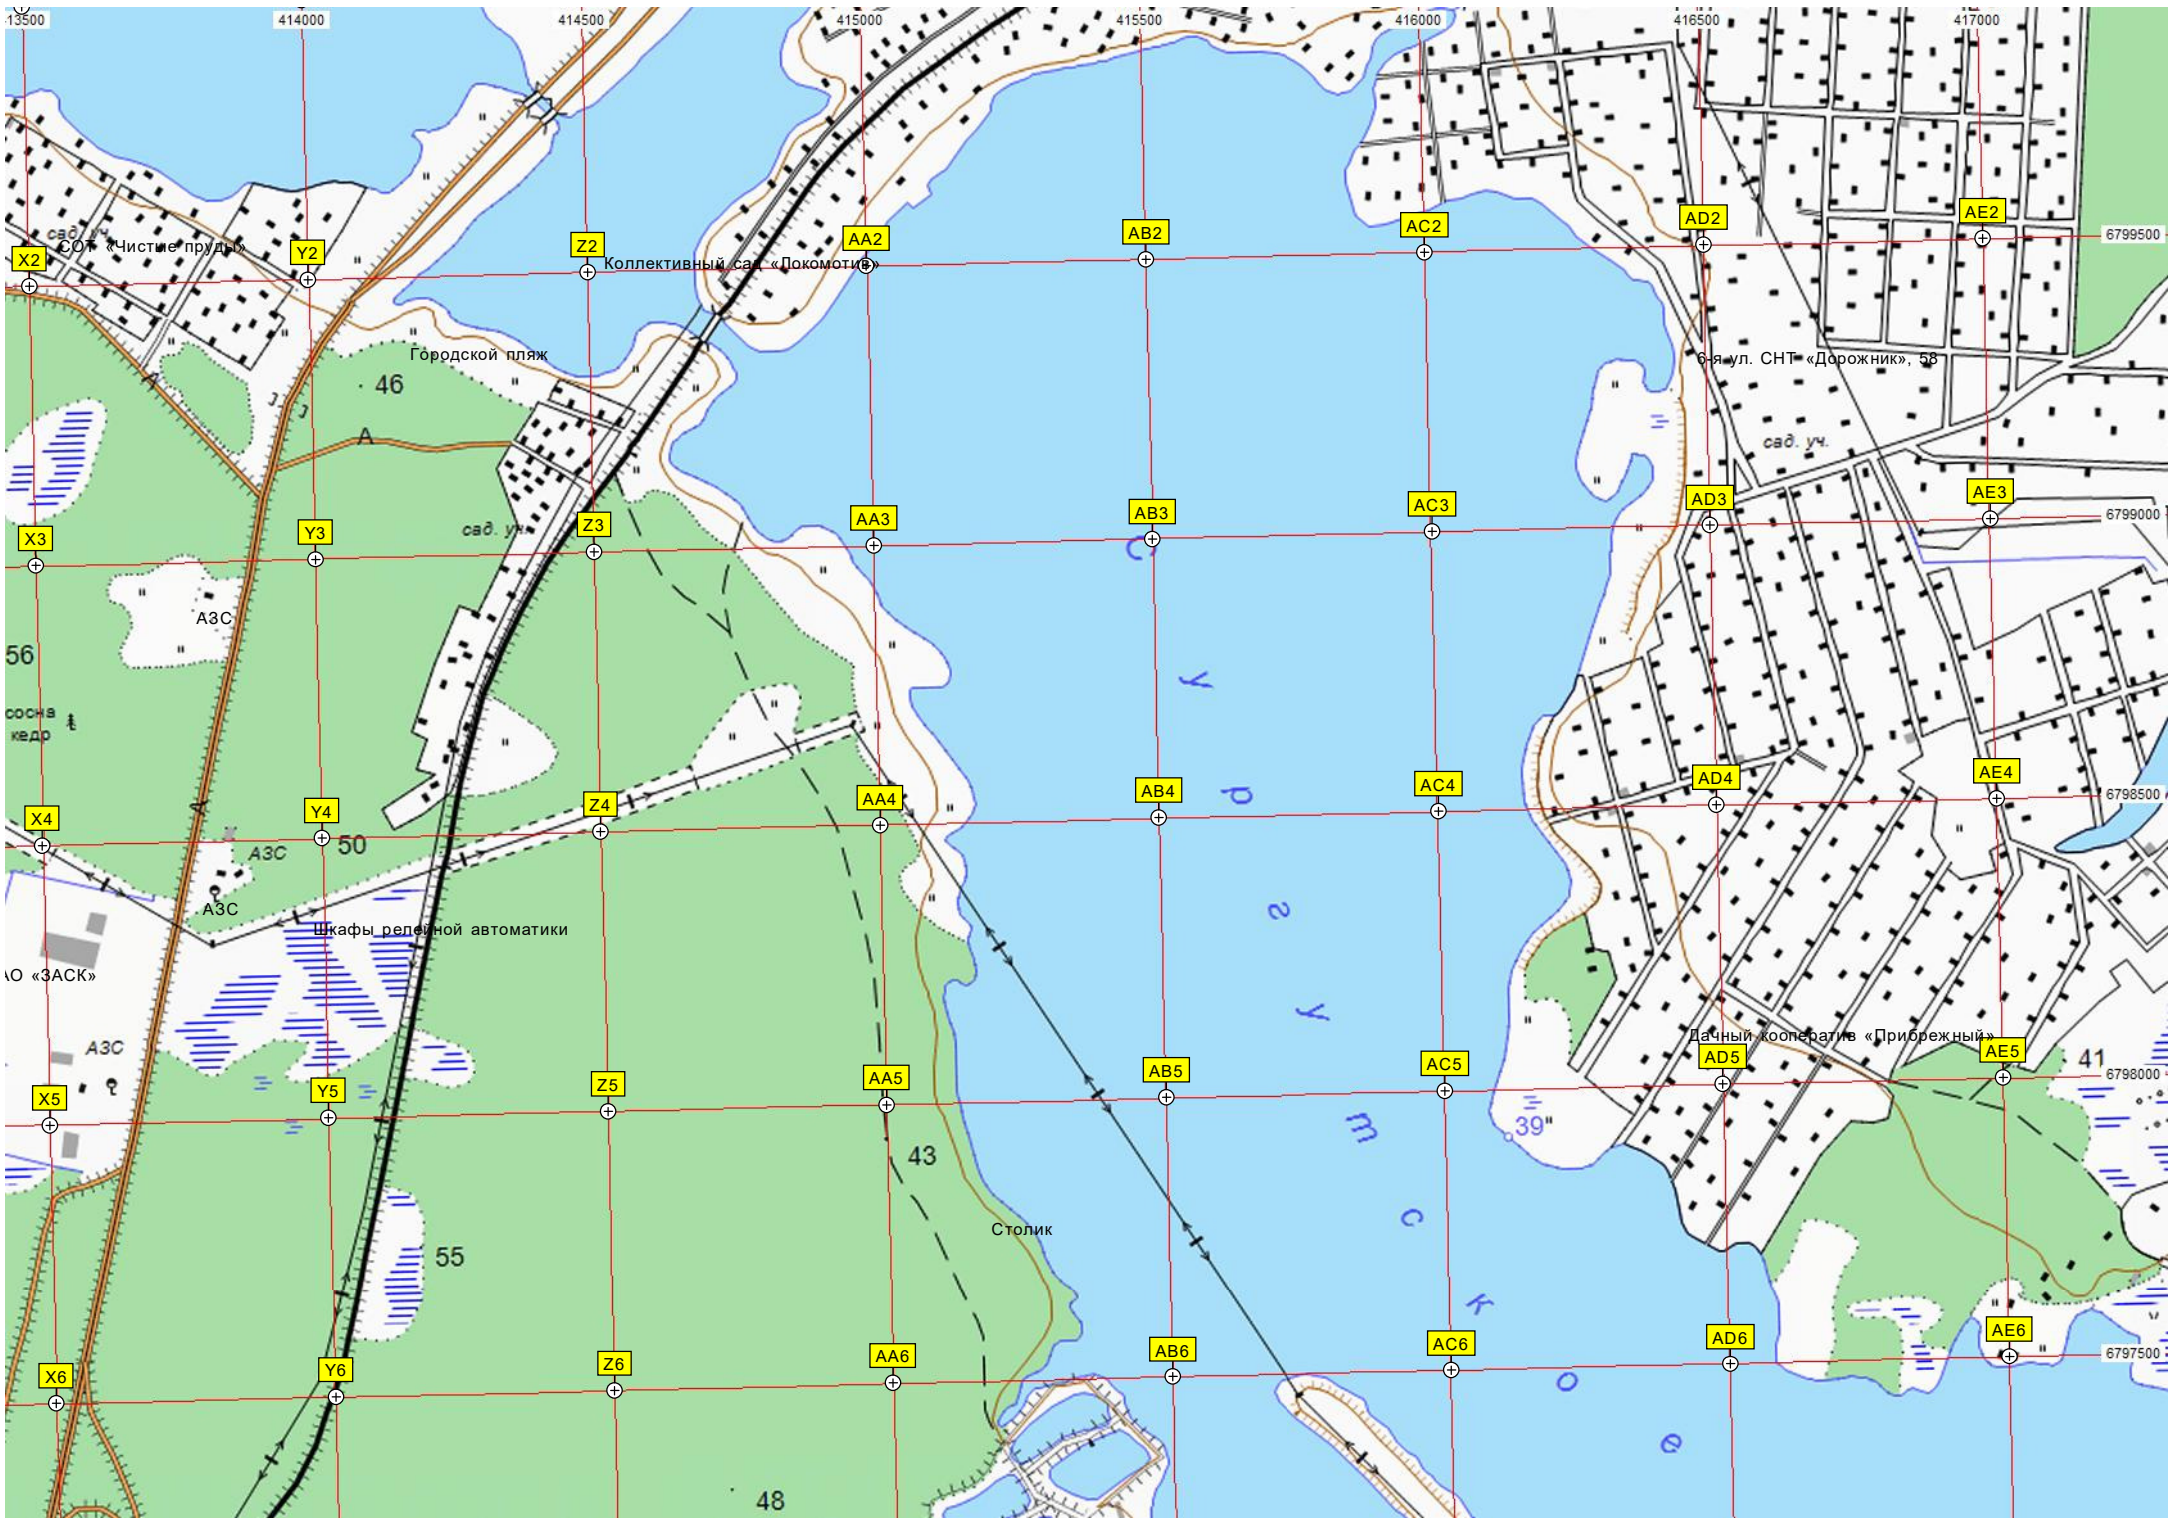 413500 414000 414500 415000 415500 416000 416500 417000
сад. уч.
СОТ «Чистые пруды»
X2 Y2 Z2 AA2 AB2 AC2 AD2 AE2 6799500
Коллективный сад «Локомотив»
Городской пляж
46
6-я ул. СНТ «Дорожник», 58
А
А
сад. уч.
сад. уч.
X3 Y3 Z3 AA3 AB3 AC3 AD3 AE3 6799000
АЗС
56
сосна
кедр
А
X4 Y4 Z4 AA4 AB4 AC4 AD4 AE4 6798500
50
АЗС
АЗС
Шкафы релейной автоматики
АО «ЗАСК»
АЗС
Дачный кооператив «Прибрежный»
41
X5 Y5 Z5 AA5 AB5 AC5 AD5 AE5 6798000
39
43
Столик
55
X6 Y6 Z6 AA6 AB6 AC6 AD6 AE6 6797500
Сургутское
48